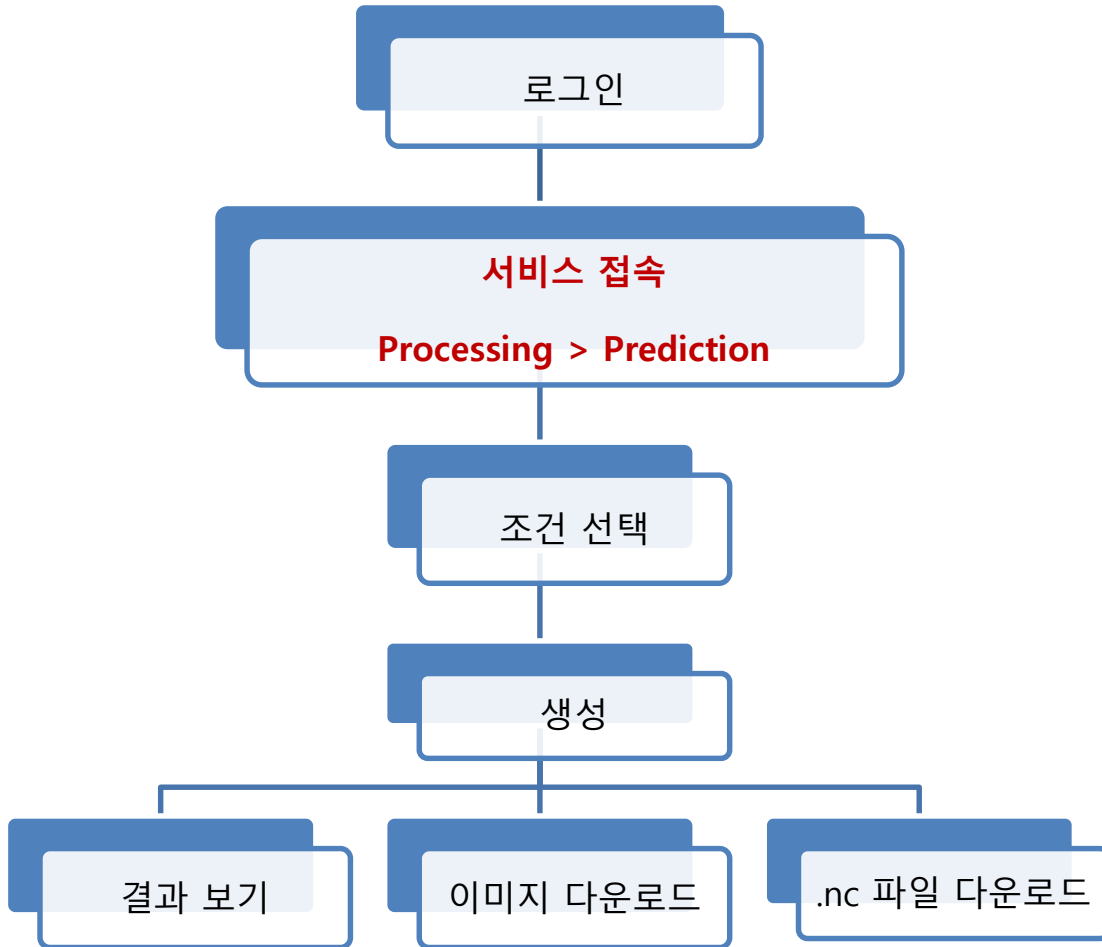 로그인
서비스 접속
Processing > Prediction
조건 선택
생성
결과 보기
이미지 다운로드
.nc 파일 다운로드